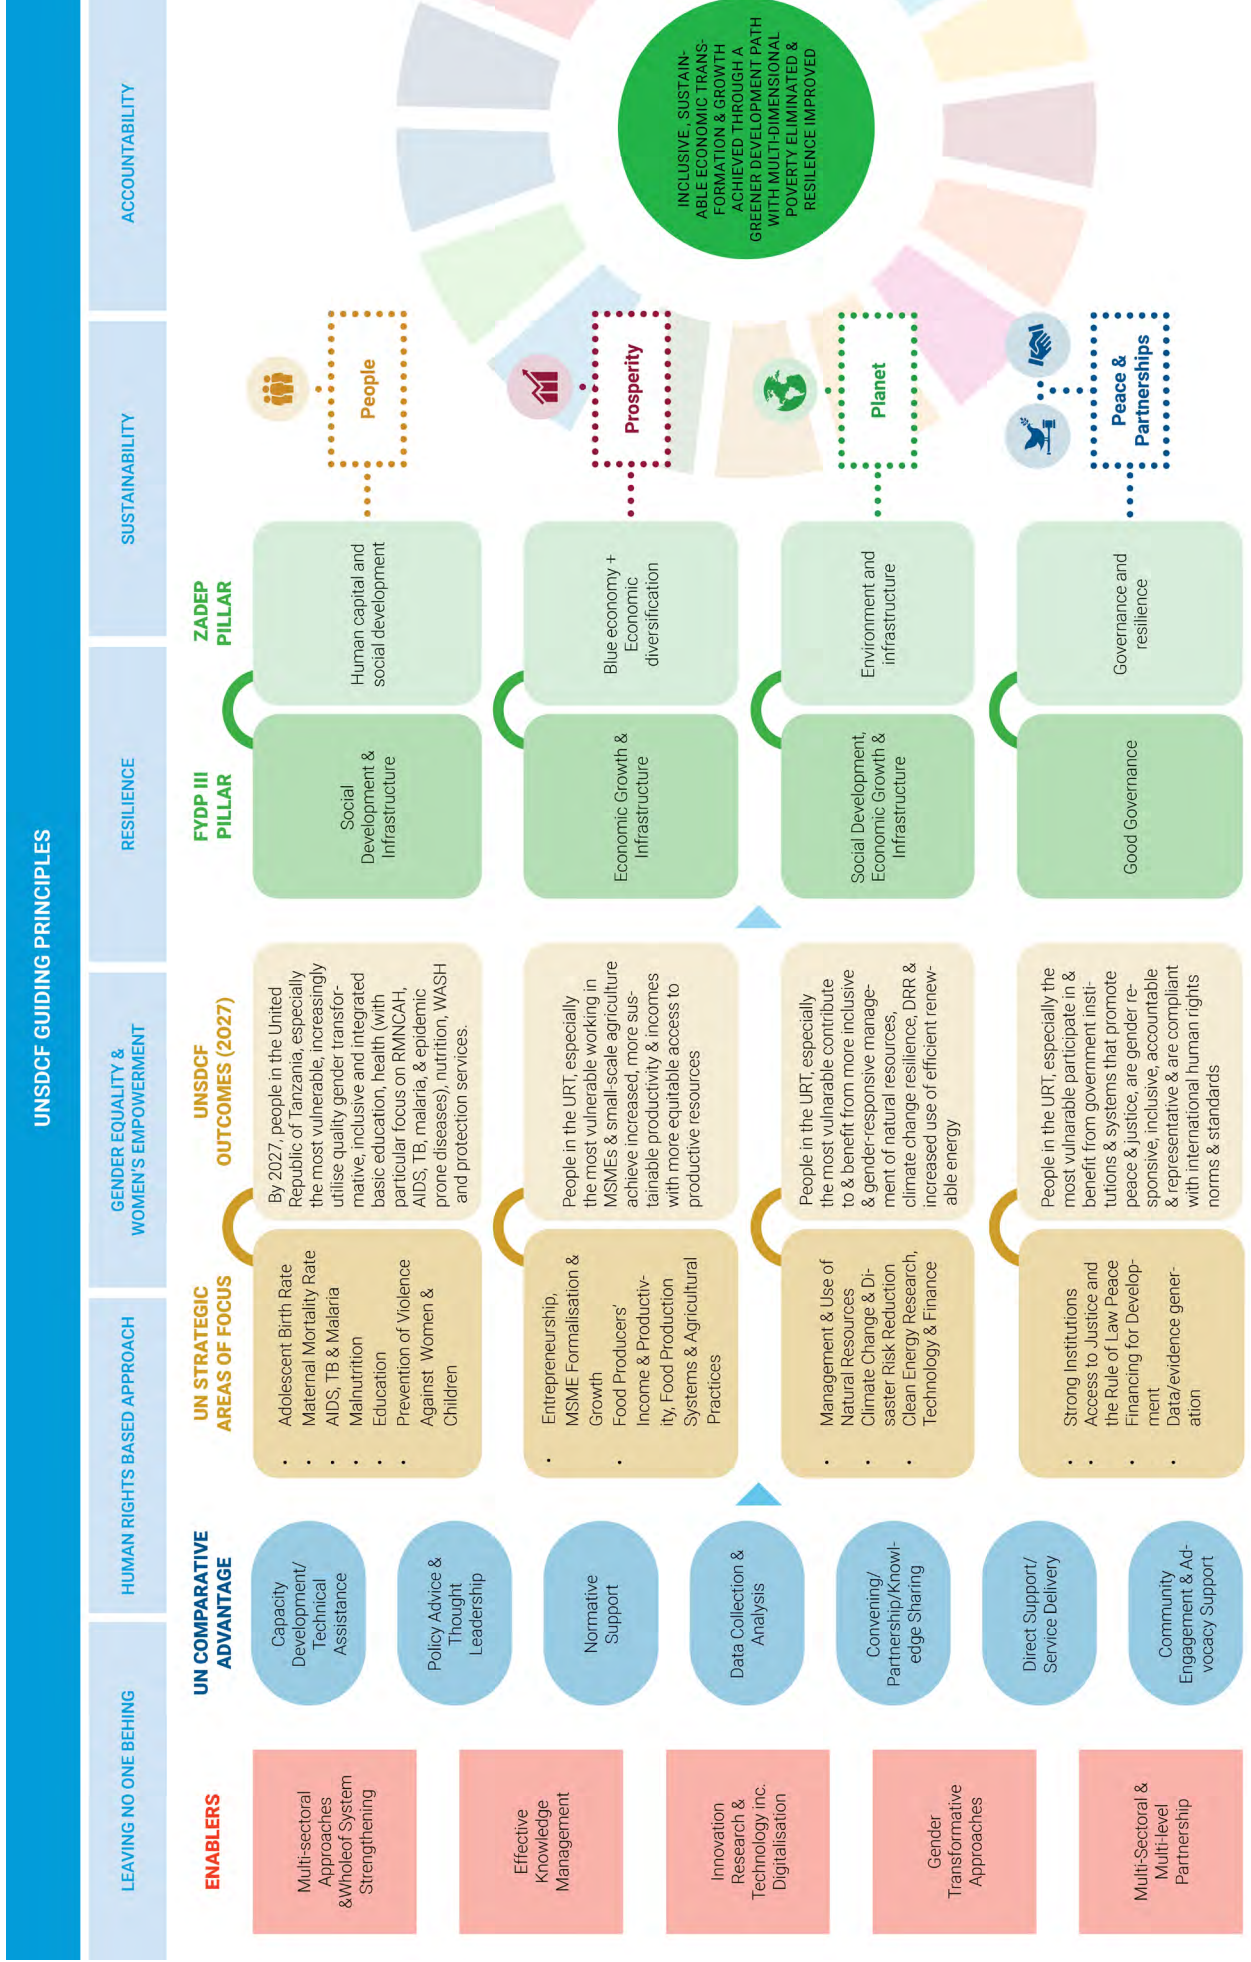 UNSDCF GUIDING PRINCIPLES
LEAVING NO ONE BEHING
HUMAN RIGHTS BASED APPROACH
GENDER EQUALITY &
WOMEN'S EMPOWERMENT
RESILIENCE
SUSTAINABILITY
ACCOUNTABILITY
ENABLERS
Multi-sectoral
Approaches
&Wholeof System
Strengthening
Effective
Knowledge
Management
Innovation
Research &
Technology inc.
Digitalisation
Gender
Transformative
Approaches
Multi-Sectoral &
Multi-level
Partnership
UN COMPARATIVE
ADVANTAGE
Capacity
Development/
Technical
Assistance
Policy Advice &
Thought
Leadership
Normative
Support
Data Collection &
Analysis
Convening/
Partnership/Knowl-
edge Sharing
Direct Support/
Service Delivery
Community
Engagement & Ad-
vocacy Support
UN STRATEGIC
AREAS OF FOCUS
• Adolescent Birth Rate
• Maternal Mortality Rate
• AIDS, TB & Malaria
• Malnutrition
• Education
• Prevention of Violence
Against Women &
Children
• Entrepreneurship,
MSME Formalisation &
Growth
• Food Producers'
Income & Productiv-
ity, Food Production
Systems & Agricultural
Practices
• Management & Use of
Natural Resources
• Climate Change & Di-
saster Risk Reduction
• Clean Energy Research,
Technology & Finance
• Strong Institutions
• Access to Justice and
the Rule of Law Peace
• Financing for Develop-
ment
• Data/evidence gener-
ation
UNSDCF
OUTCOMES (2027)
By 2027, people in the United
Republic of Tanzania, especially
the most vulnerable, increasingly
utilise quality gender transfor-
mative, inclusive and integrated
basic education, health (with
particular focus on RMNCAH,
AIDS, TB, malaria, & epidemic
prone diseases), nutrition, WASH
and protection services.
People in the URT, especially
the most vulnerable working in
MSMEs & small-scale agriculture
achieve increased, more sus-
tainable productivity & incomes
with more equitable access to
productive resources
People in the URT, especially
the most vulnarable contribute
to & benefit from more inclusive
& gender-responsive manage-
ment of natural resources,
climate change resilience, DRR &
increased use of efficient renew-
able energy
People in the URT, especially the
most vulnerable participate in &
benefit from government insti-
tutions & systems that promote
peace & justice, are gender re-
sponsive, inclusive, accountable
& representative & are compliant
with international human rights
norms & standards
FYDP III
PILLAR
Social
Development &
Infrastructure
Economic Growth &
Infrastructure
Social Development,
Economic Growth &
Infrastructure
Good Governance
ZADEP
PILLAR
Human capital and
social development
Blue economy +
Economic
diversification
Environment and
infrastructure
Governance and
resilience
People
Prosperity
Planet
Peace &
Partnerships
INCLUSIVE, SUSTAIN-
ABLE ECONOMIC TRANS-
FORMATION & GROWTH
ACHIEVED THROUGH A
GREENER DEVELOPMENT PATH
WITH MULTI-DIMENSIONAL
POVERTY ELIMINATED &
RESILENCE IMPROVED